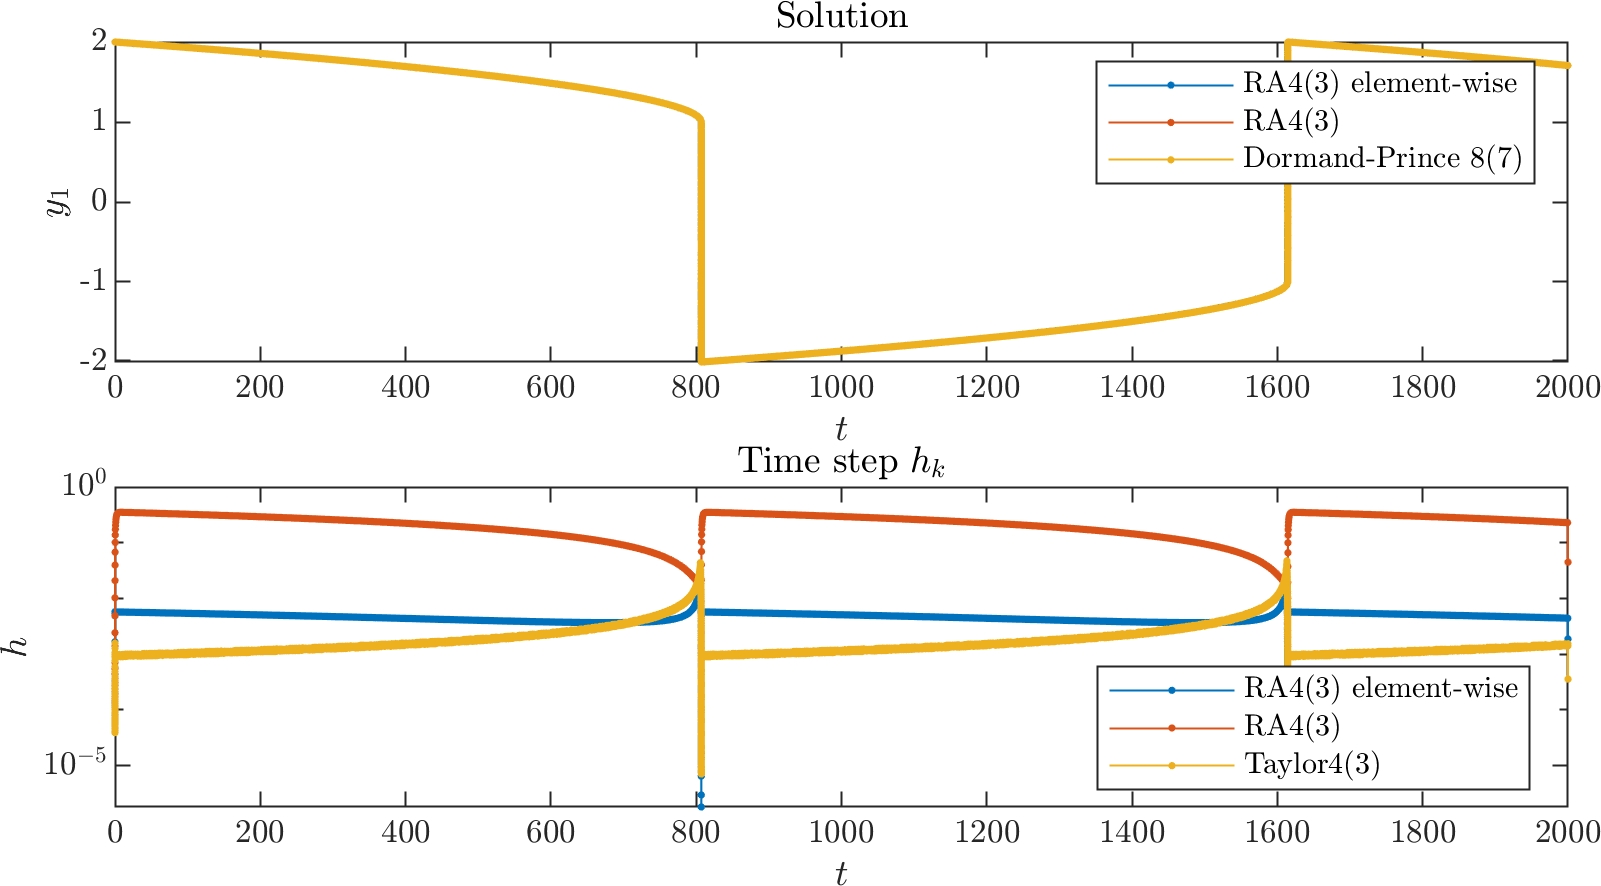 Solution
2
1
0
-1
-2
y₁
RA4(3) element-wise
RA4(3)
Dormand-Prince 8(7)
0 200 400 600 800 1000 1200 1400 1600 1800 2000
t
Time step hₖ
10⁰
10⁻⁵
h
RA4(3) element-wise
RA4(3)
Taylor4(3)
0 200 400 600 800 1000 1200 1400 1600 1800 2000
t